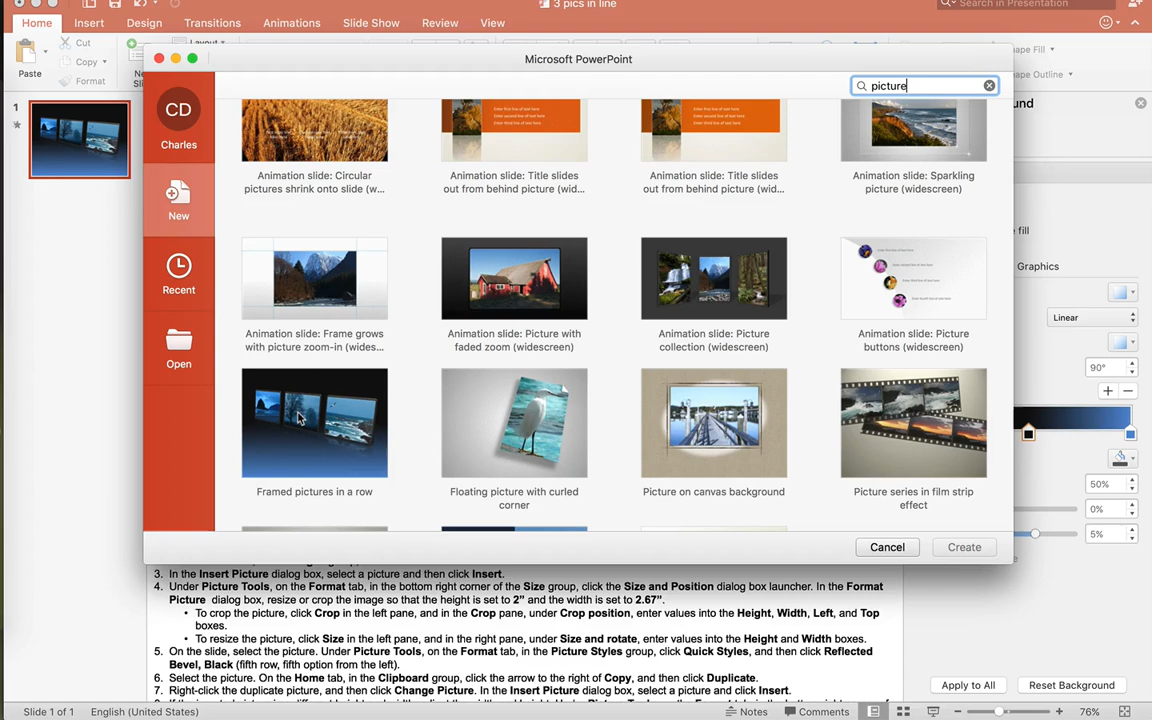 3 pics in line
Search in Presentation
Home Insert Design Transitions Animations Slide Show Review View
Cut
Copy
Paste
Format
Layout
Shape Fill
Shape Outline
Microsoft PowerPoint
picture
CD
Charles
New
Recent
Open
Animation slide: Circular
pictures shrink onto slide (w...
Animation slide: Title slides
out from behind picture (wid...
Animation slide: Title slides
out from behind picture (wid...
Animation slide: Sparkling
picture (widescreen)
Animation slide: Frame grows
with picture zoom-in (wides...
Animation slide: Picture with
faded zoom (widescreen)
Animation slide: Picture
collection (widescreen)
Animation slide: Picture
buttons (widescreen)
Framed pictures in a row
Floating picture with curled
corner
Picture on canvas background
Picture series in film strip
effect
Cancel Create
1
und
fill
Graphics
Linear
90°
50%
0%
5%
3. In the Insert Picture dialog box, select a picture and then click Insert.
4. Under Picture Tools, on the Format tab, in the bottom right corner of the Size group, click the Size and Position dialog box launcher. In the Format
Picture dialog box, resize or crop the image so that the height is set to 2" and the width is set to 2.67".
• To crop the picture, click Crop in the left pane, and in the Crop pane, under Crop position, enter values into the Height, Width, Left, and Top
boxes.
• To resize the picture, click Size in the left pane, and in the right pane, under Size and rotate, enter values into the Height and Width boxes.
5. On the slide, select the picture. Under Picture Tools, on the Format tab, in the Picture Styles group, click Quick Styles, and then click Reflected
Bevel, Black (fifth row, fifth option from the left).
6. Select the picture. On the Home tab, in the Clipboard group, click the arrow to the right of Copy, and then click Duplicate.
7. Right-click the duplicate picture, and then click Change Picture. In the Insert Picture dialog box, select a picture and click Insert.
Apply to All Reset Background
Slide 1 of 1 English (United States) Notes Comments 76%